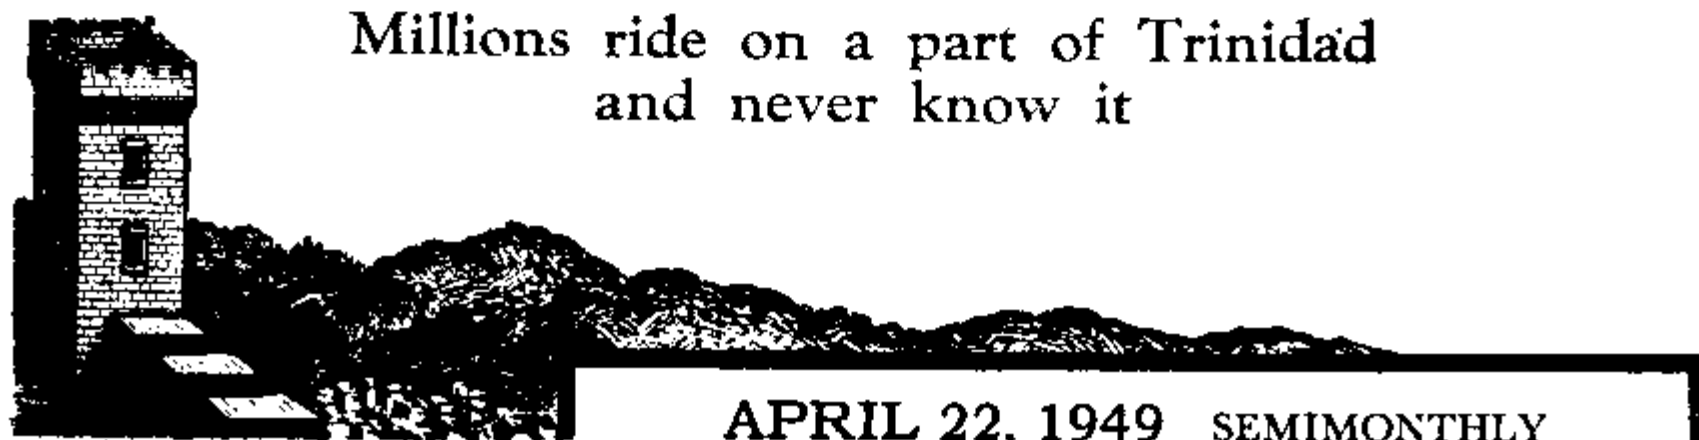 Millions ride on a part of Trinidad
and never know it
APRIL 22, 1949 SEMIMONTHLY